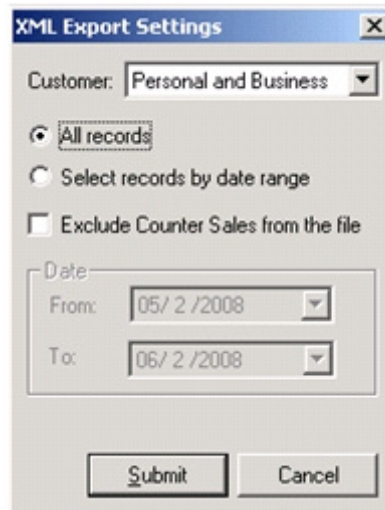 XML Export Settings
Customer: Personal and Business
All records
Select records by date range
Exclude Counter Sales from the file
Date
From: 05/ 2 /2008
To: 06/ 2 /2008
Submit Cancel